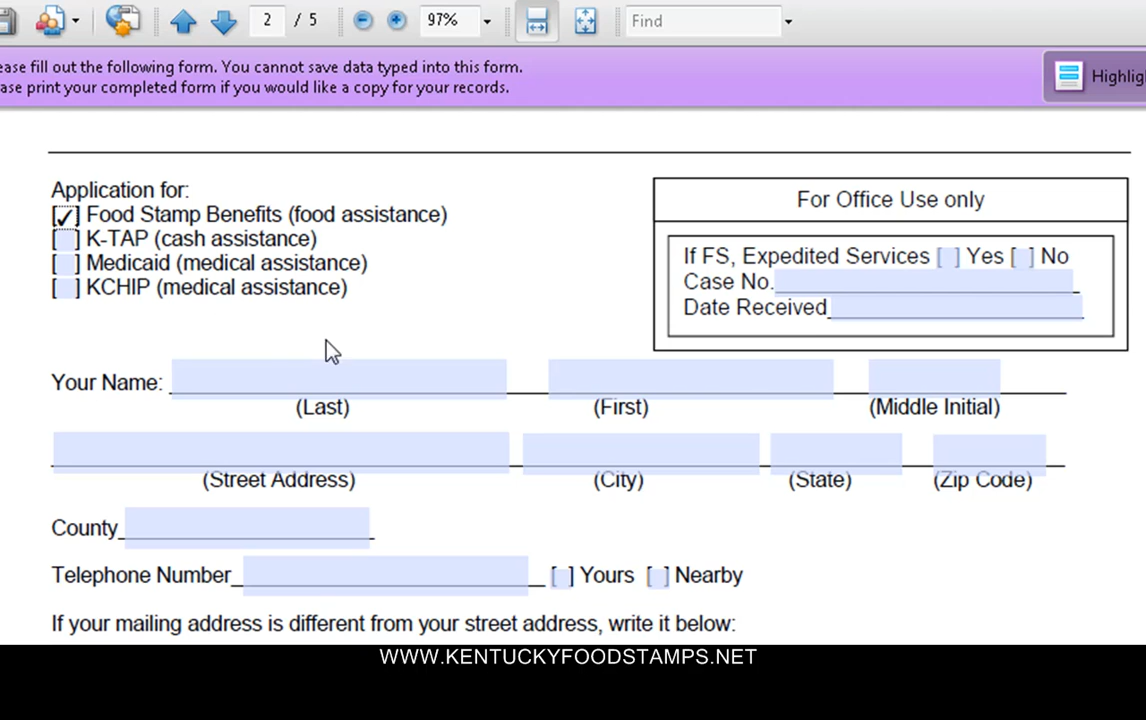 2 / 5 97% Find
ease fill out the following form. You cannot save data typed into this form.
ase print your completed form if you would like a copy for your records.
Highlig
Application for:
[✓] Food Stamp Benefits (food assistance)
[ ] K-TAP (cash assistance)
[ ] Medicaid (medical assistance)
[ ] KCHIP (medical assistance)
For Office Use only
If FS, Expedited Services [ ] Yes [ ] No
Case No.
Date Received
Your Name:
(Last) (First) (Middle Initial)
(Street Address) (City) (State) (Zip Code)
County
Telephone Number [ ] Yours [ ] Nearby
If your mailing address is different from your street address, write it below:
WWW.KENTUCKYFOODSTAMPS.NET